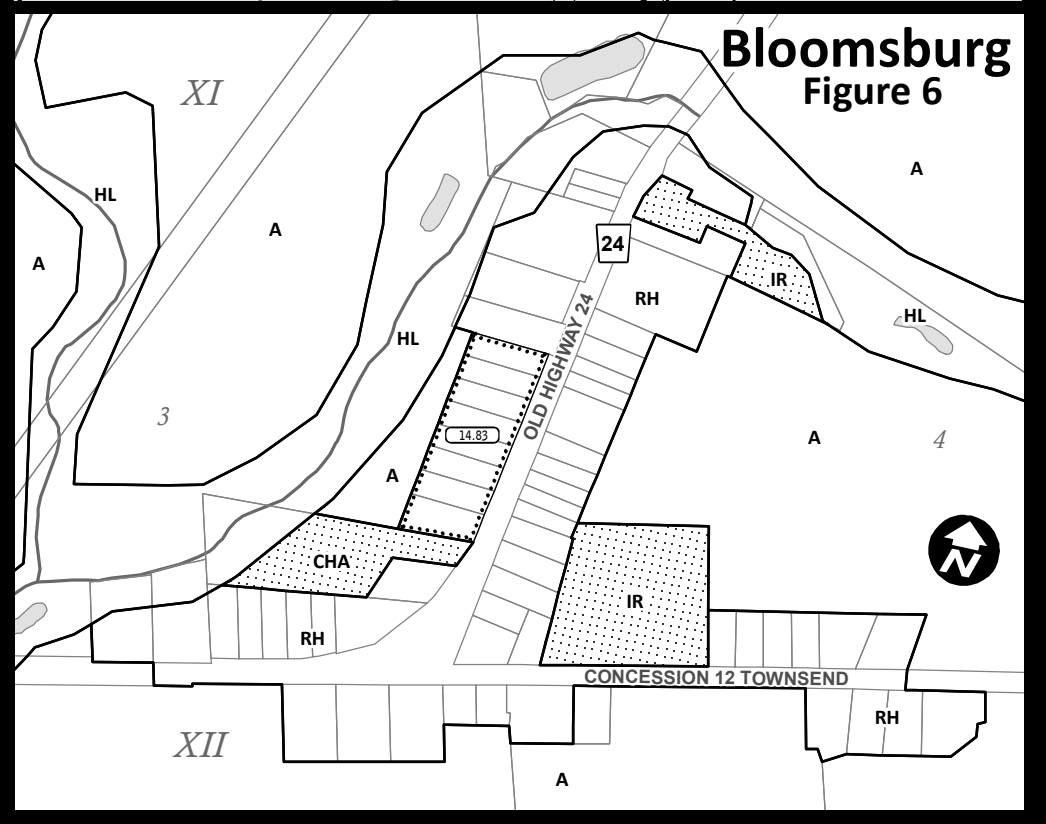 Bloomsburg
Figure 6
XI
A
HL
A
A
24
IR
RH
HL
HL
OLD HIGHWAY 24
3
14.83
A
4
A
CHA
N
IR
RH
CONCESSION 12 TOWNSEND
RH
XII
A